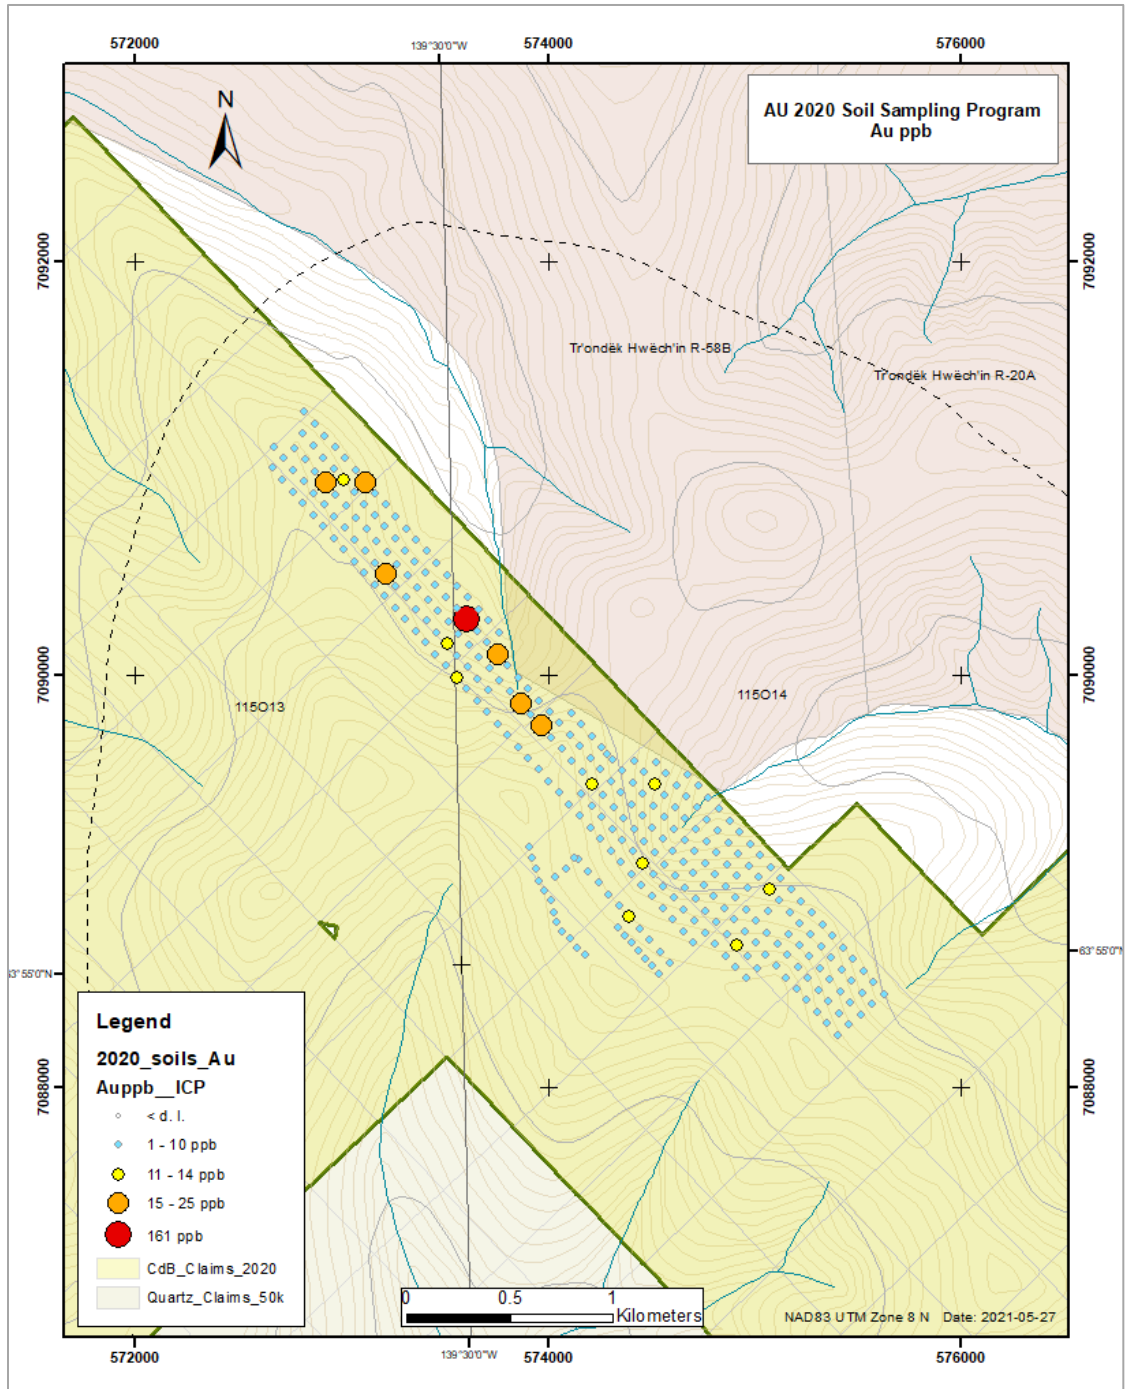 572000
139°30'0"W
574000
576000
N
AU 2020 Soil Sampling Program
Au ppb
7092000
7092000
Tr'ondëk Hwëch'in R-58B
Tr'ondëk Hwëch'in R-20A
7090000
7090000
115O13
115O14
3°55'0"N
63°55'0"N
Legend
2020_soils_Au
Auppb__ICP
< d. l.
1 - 10 ppb
11 - 14 ppb
15 - 25 ppb
161 ppb
CdB_Claims_2020
Quartz_Claims_50k
7088000
7088000
0 0.5 1
Kilometers
NAD83 UTM Zone 8 N Date: 2021-05-27
572000
139°30'0"W
574000
576000